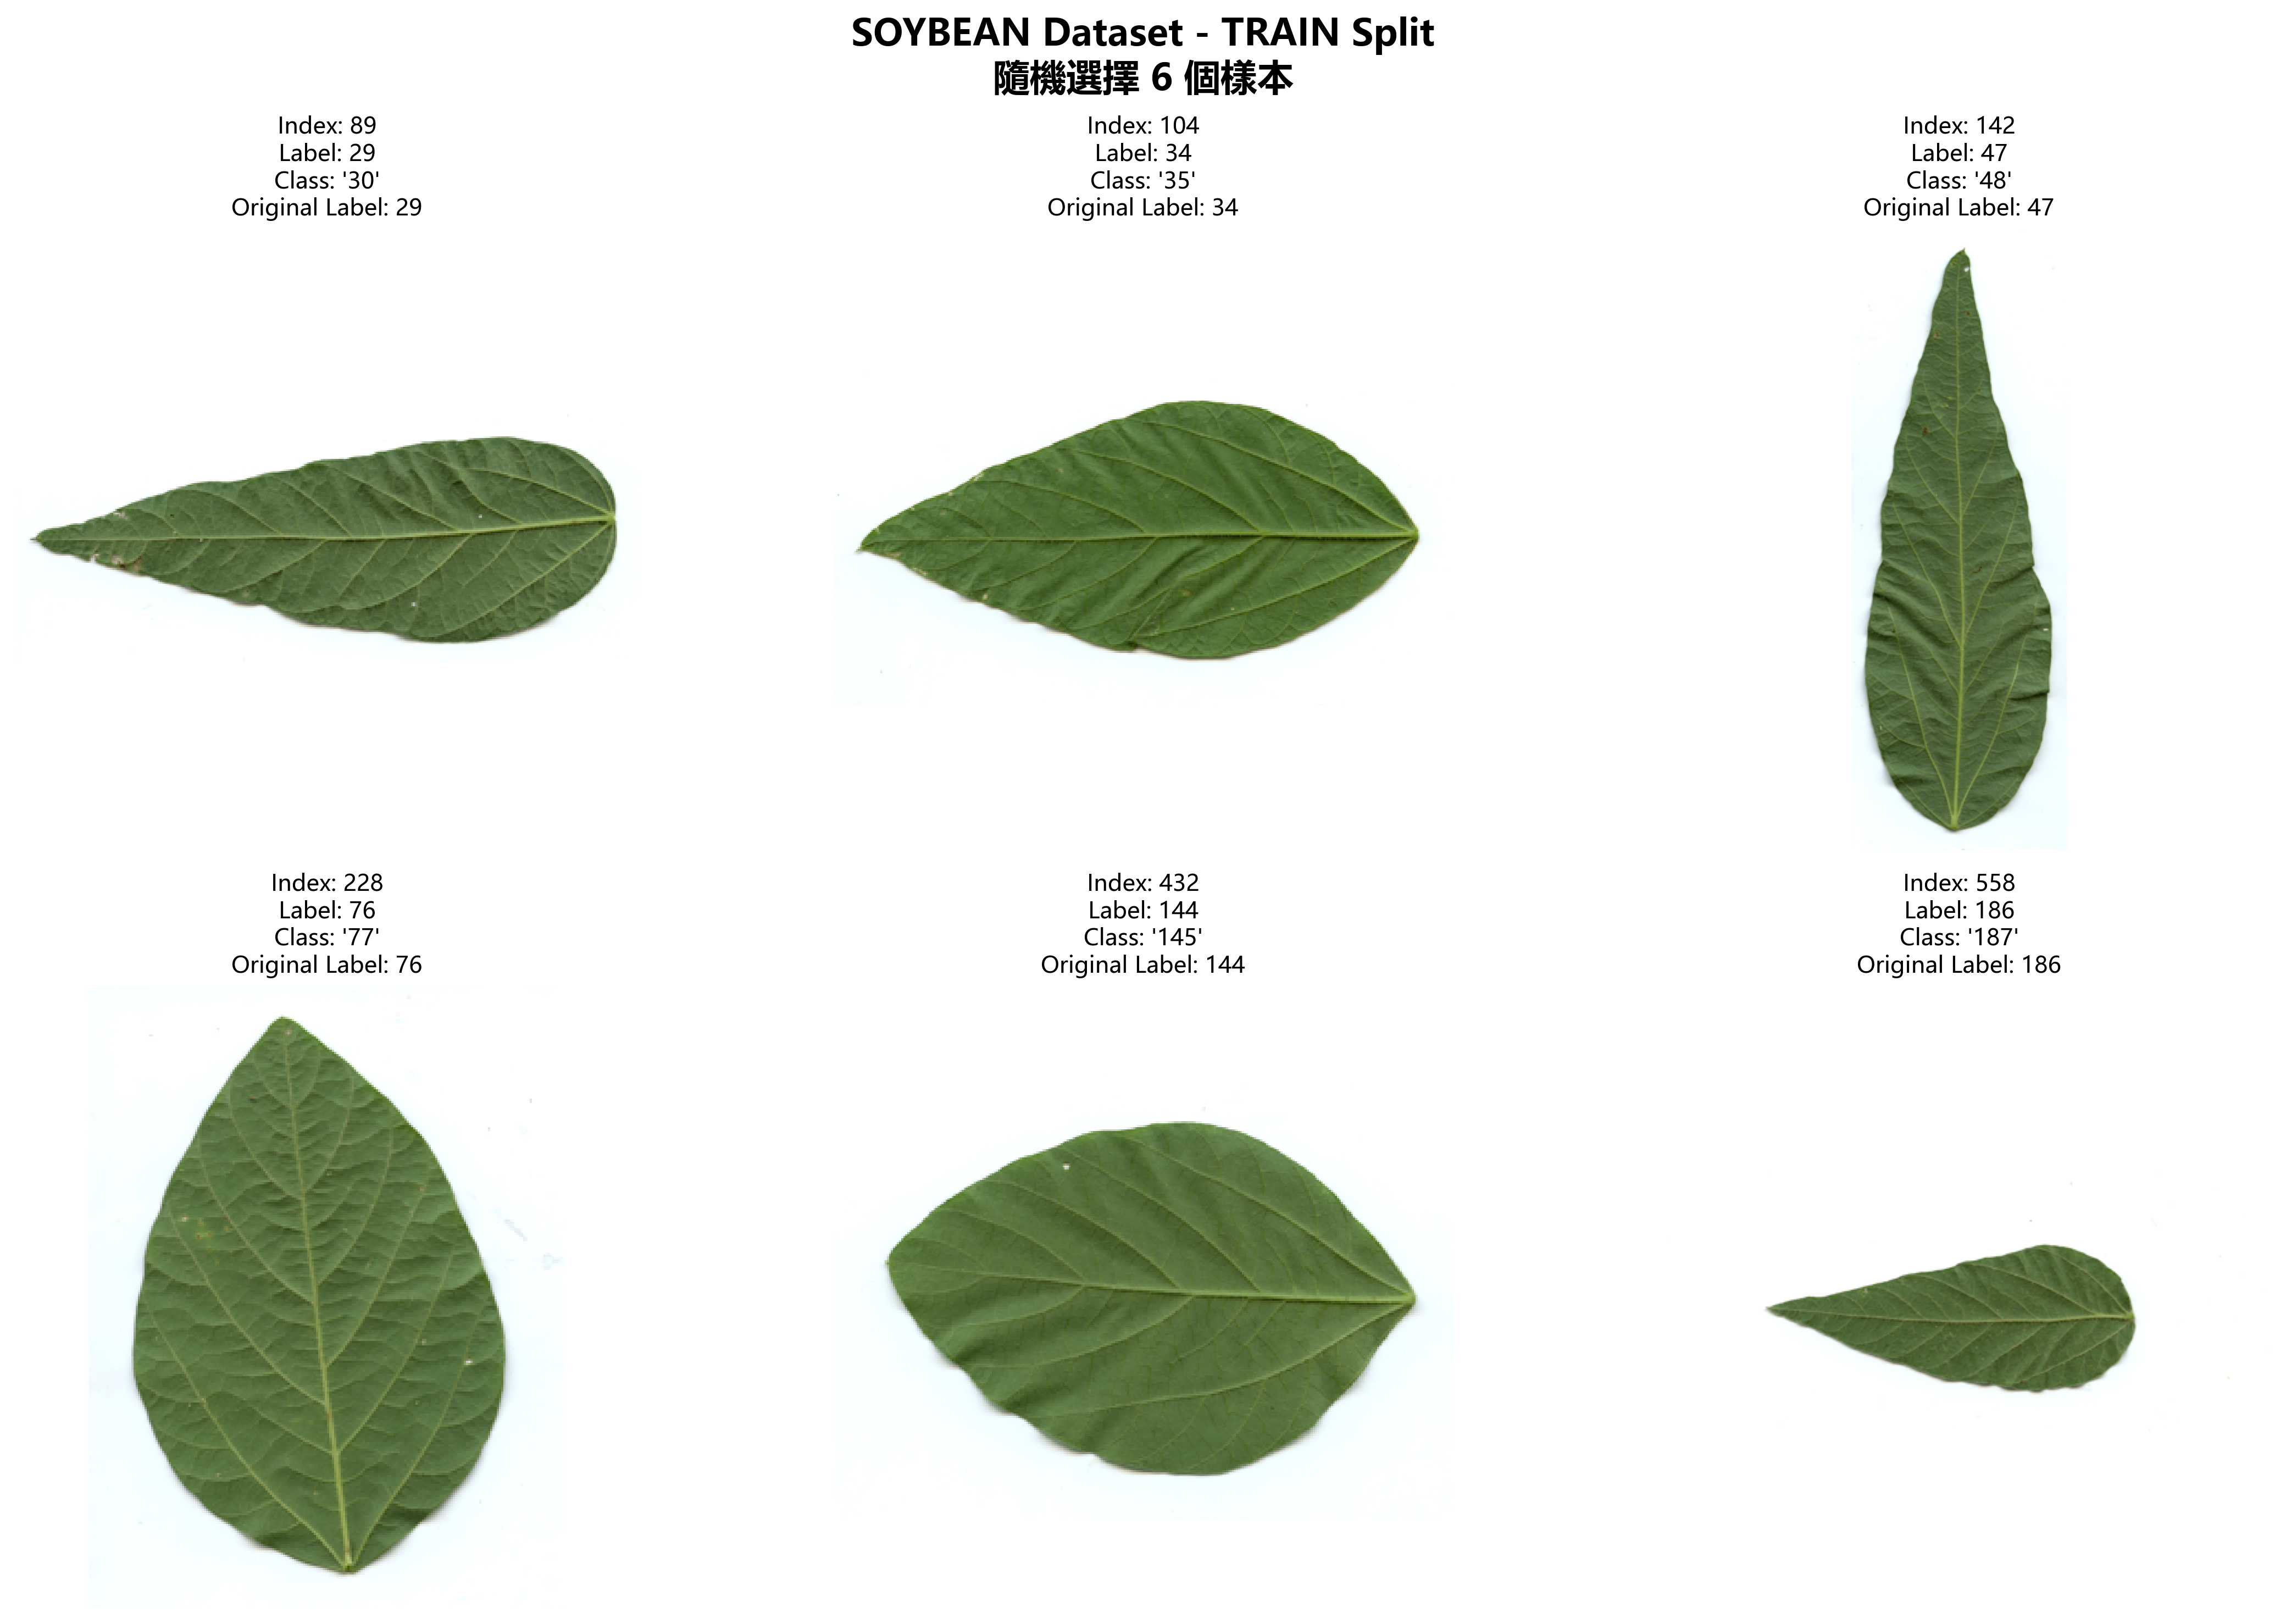 SOYBEAN Dataset - TRAIN Split
隨機選擇 6 個樣本
Index: 89
Label: 29
Class: '30'
Original Label: 29
Index: 104
Label: 34
Class: '35'
Original Label: 34
Index: 142
Label: 47
Class: '48'
Original Label: 47
Index: 228
Label: 76
Class: '77'
Original Label: 76
Index: 432
Label: 144
Class: '145'
Original Label: 144
Index: 558
Label: 186
Class: '187'
Original Label: 186